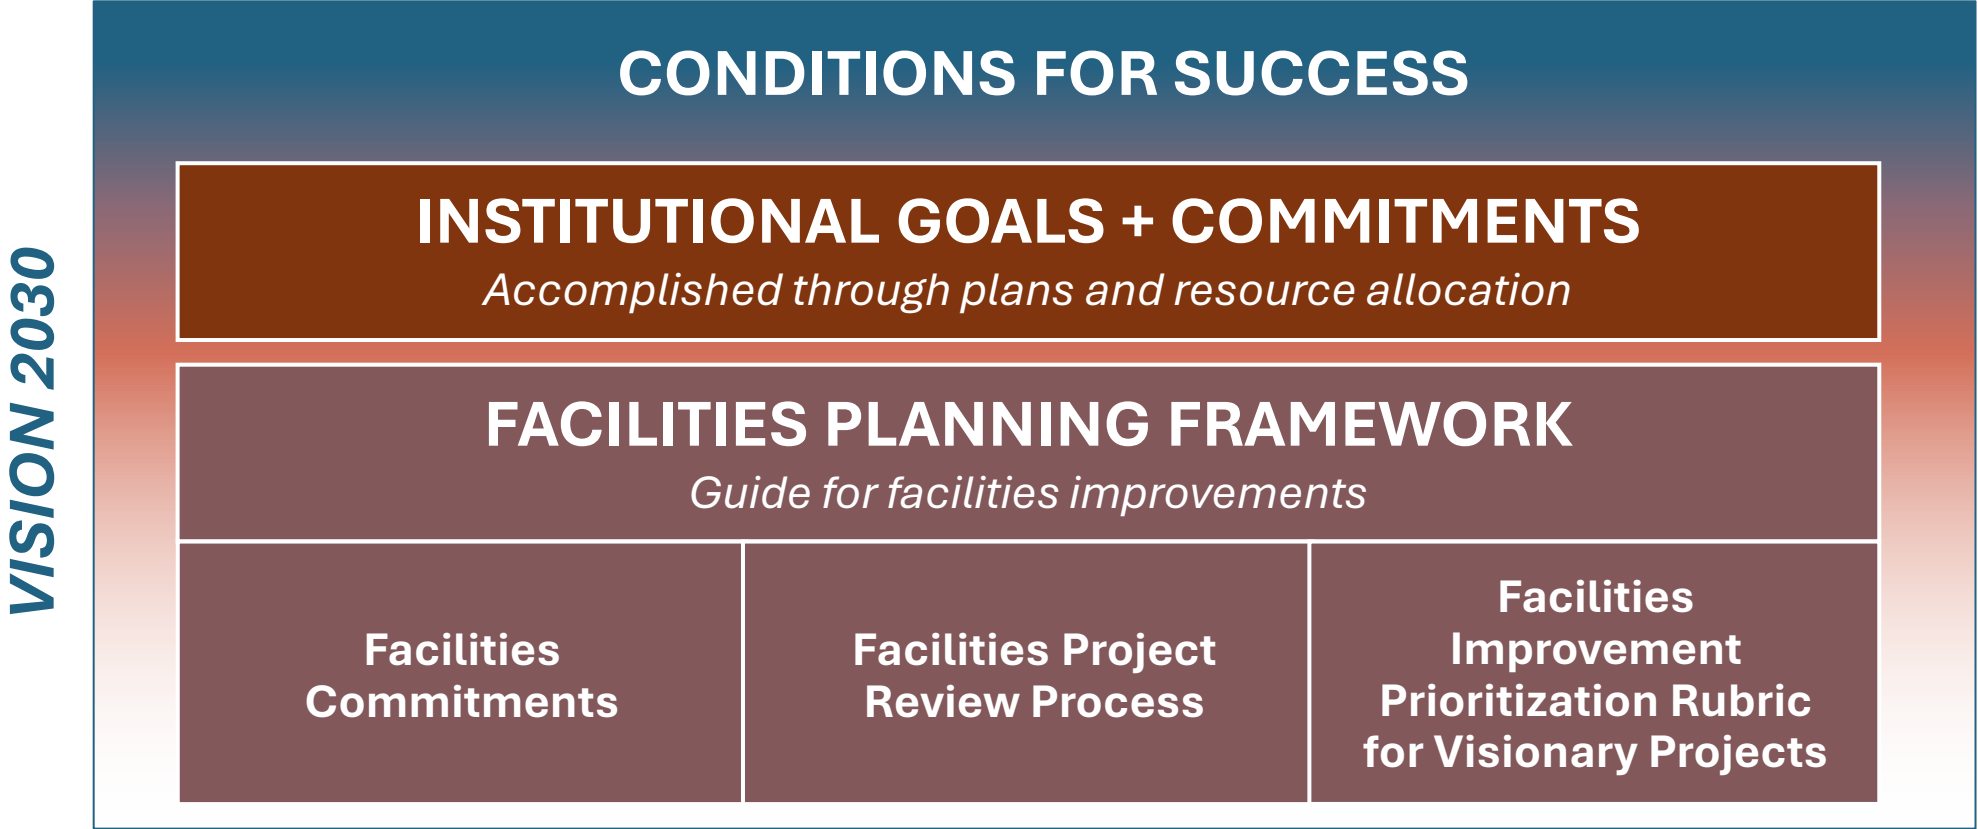 VISION 2030
CONDITIONS FOR SUCCESS
INSTITUTIONAL GOALS + COMMITMENTS
Accomplished through plans and resource allocation
FACILITIES PLANNING FRAMEWORK
Guide for facilities improvements
Facilities
Commitments
Facilities Project
Review Process
Facilities
Improvement
Prioritization Rubric
for Visionary Projects